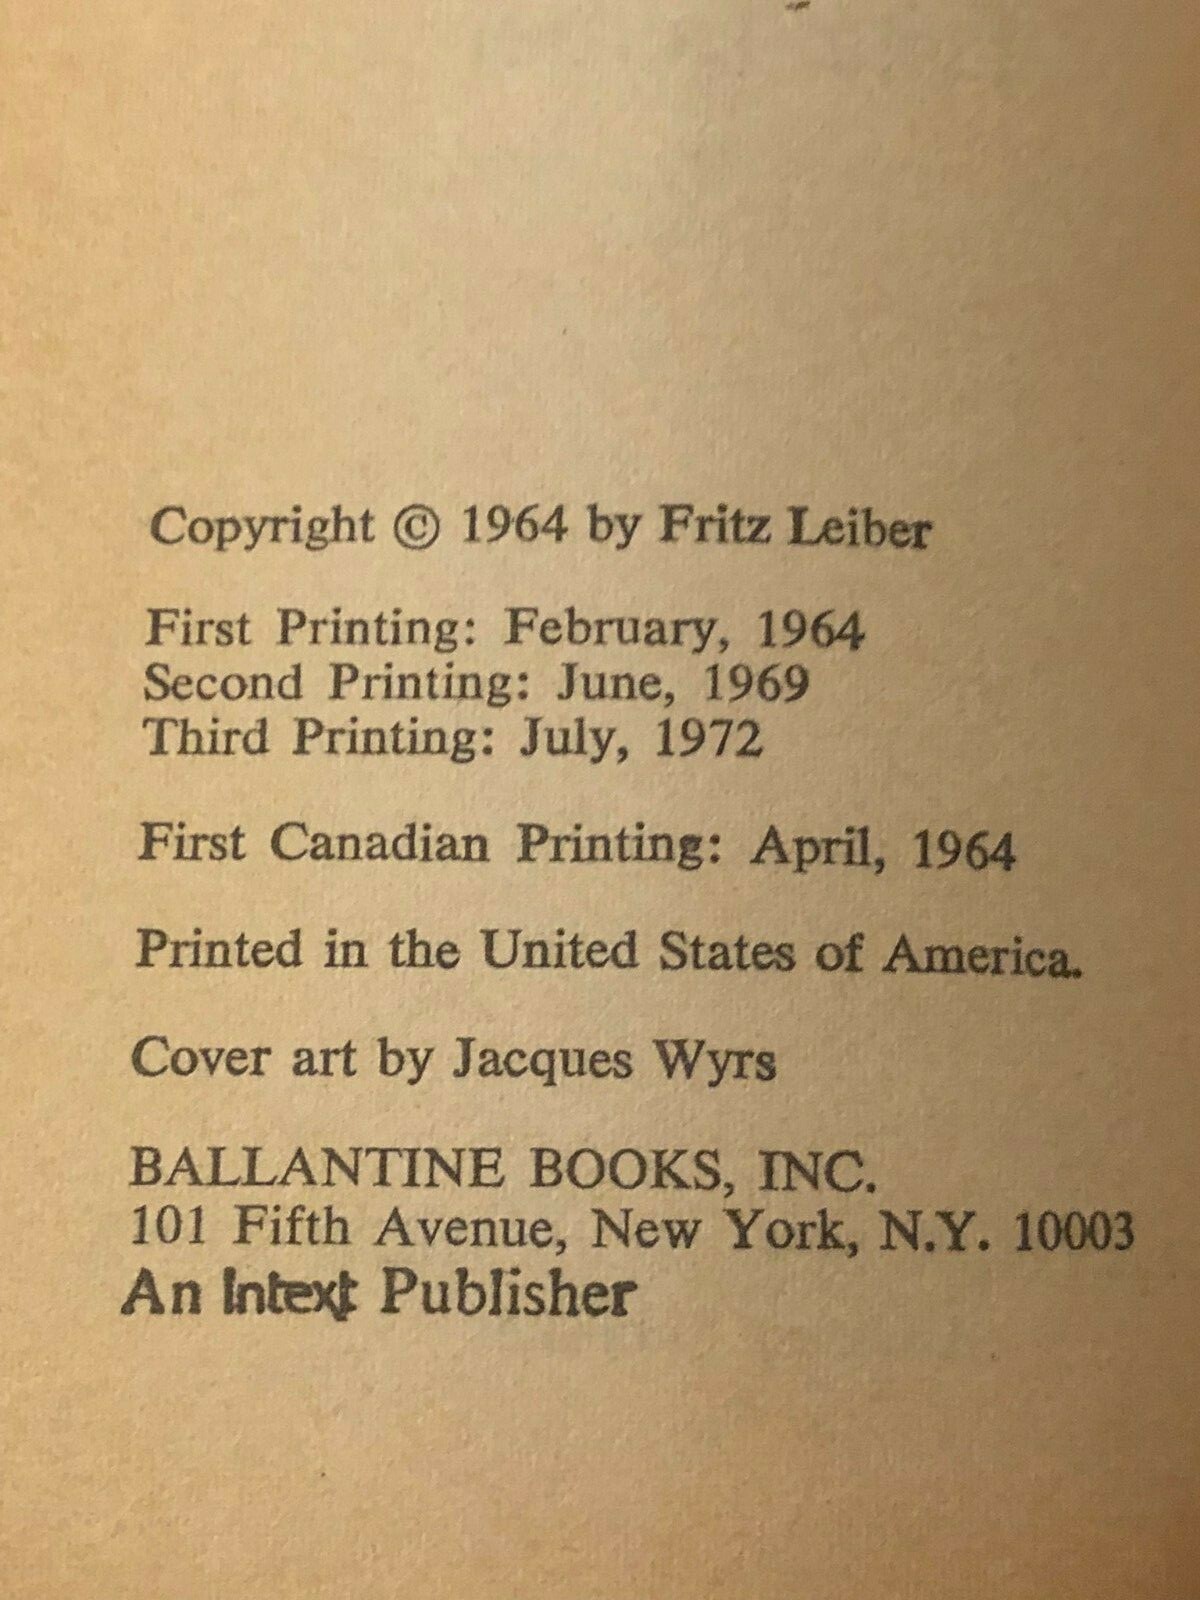 Copyright © 1964 by Fritz Leiber
First Printing: February, 1964
Second Printing: June, 1969
Third Printing: July, 1972
First Canadian Printing: April, 1964
Printed in the United States of America.
Cover art by Jacques Wyrs
BALLANTINE BOOKS, INC.
101 Fifth Avenue, New York, N.Y. 10003
An Intext Publisher